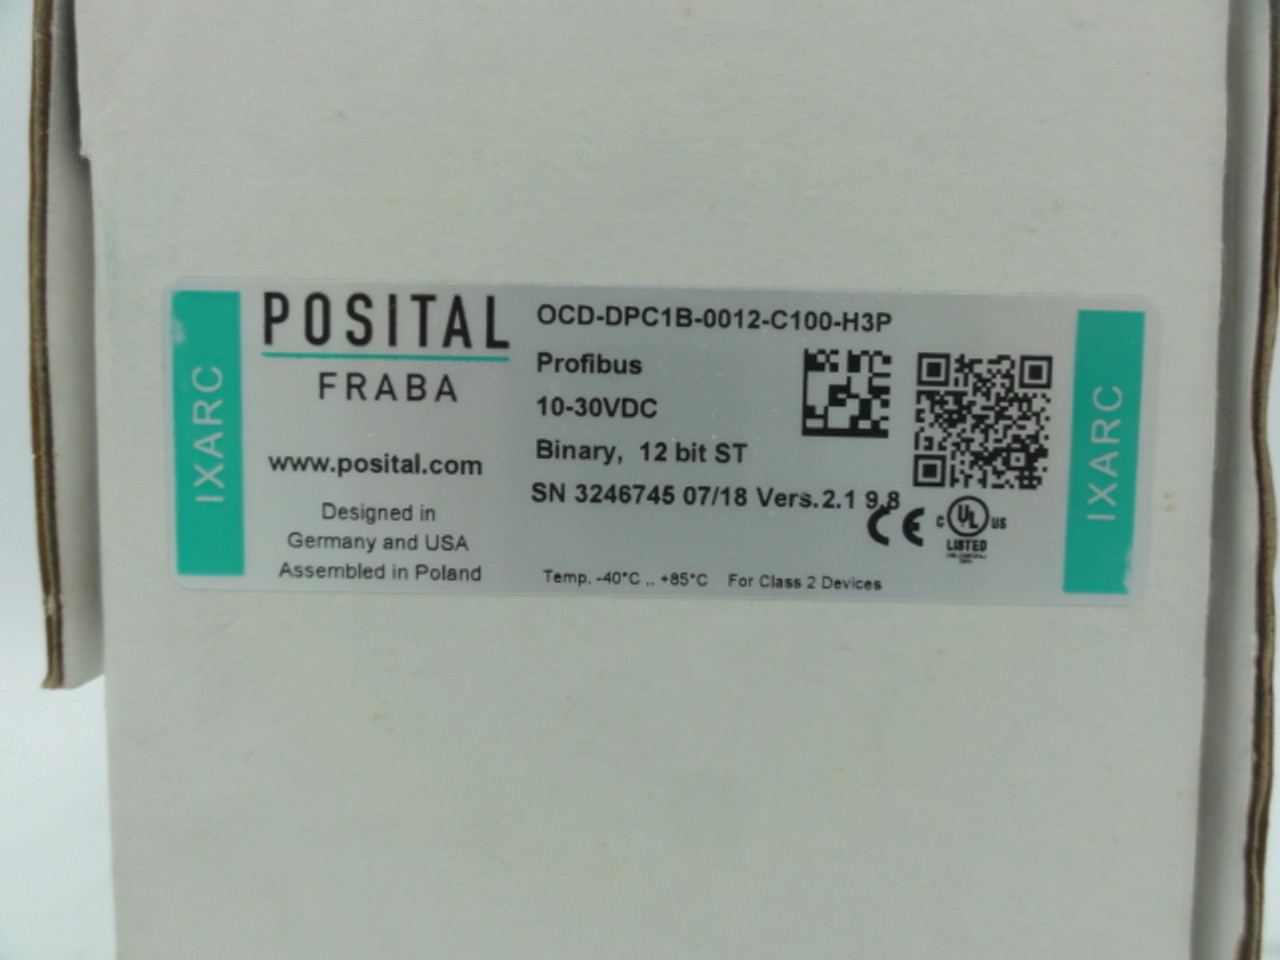 IXARC
POSITAL
FRABA
www.posital.com
Designed in
Germany and USA
Assembled in Poland
OCD-DPC1B-0012-C100-H3P
Profibus
10-30VDC
Binary, 12 bit ST
SN 3246745 07/18 Vers.2.1 9.8
CE
C UL US
LISTED
Temp. -40°C .. +85°C For Class 2 Devices
IXARC